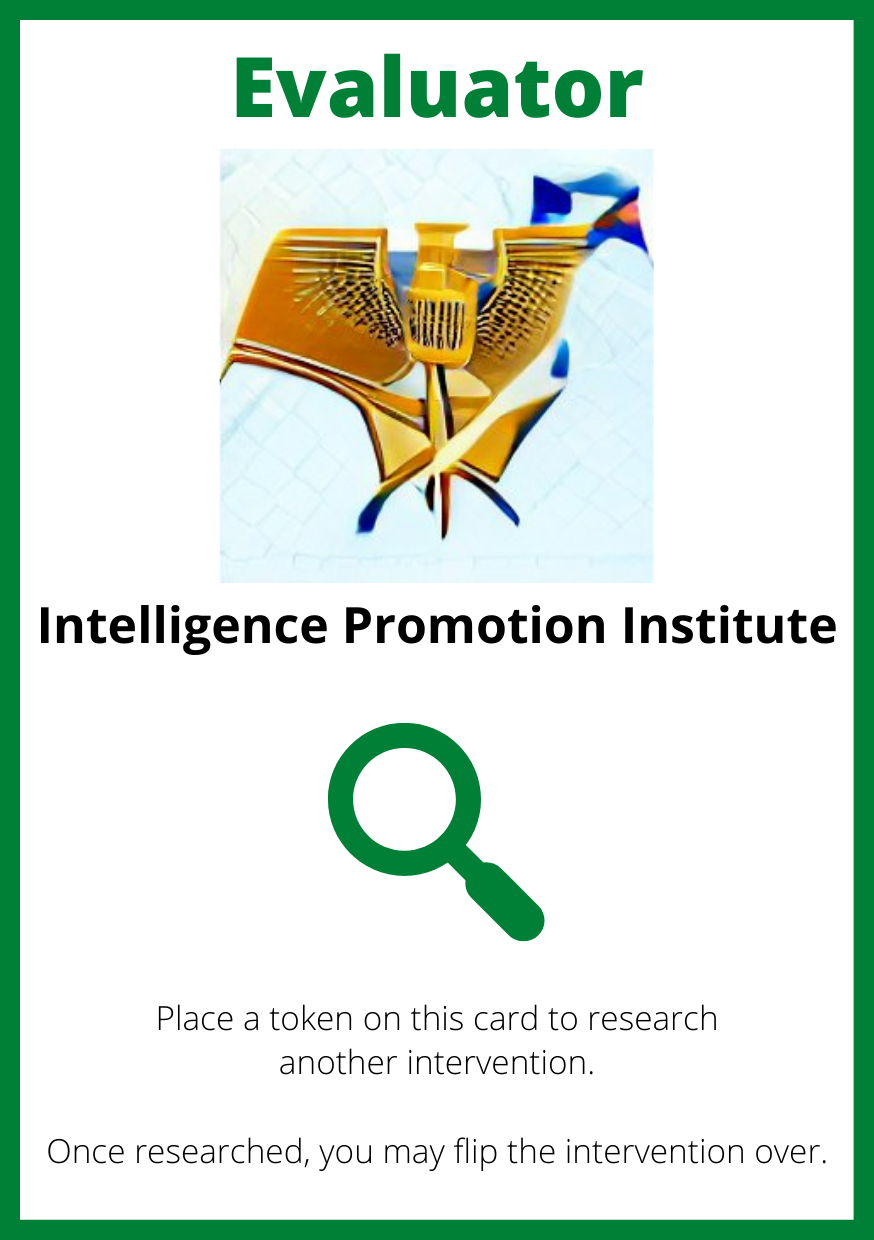 Evaluator
Intelligence Promotion Institute
Place a token on this card to research
another intervention.
Once researched, you may flip the intervention over.